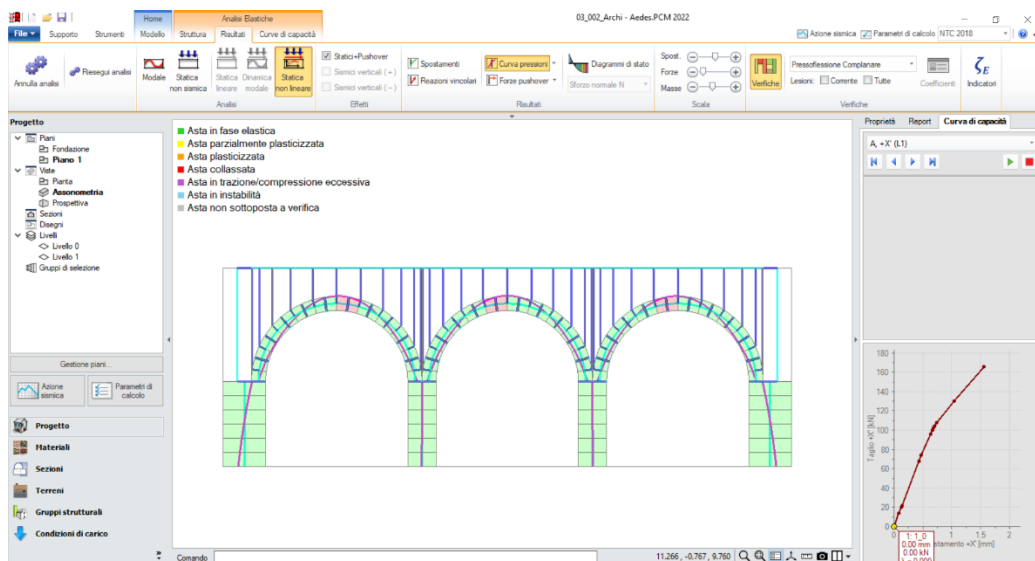 03_002_Archi - Aedes.PCM 2022
Home
Analisi Elastiche
File
Supporto
Strumenti
Modello
Struttura
Risultati
Curve di capacità
Azione sismica
Parametri di calcolo
NTC 2018
Annulla analisi
Riesegui analisi
Modale
Statica non sismica
Statica lineare
Dinamica modale
Statica non lineare
Analisi
Statici+Pushover
Sismici verticali (+)
Sismici verticali (−)
Effetti
Spostamenti
Reazioni vincolari
Curva pressioni
Forze pushover
Diagrammi di stato
Sforzo normale N
Risultati
Spost.
Forze
Masse
Scala
Verifiche
Pressoflessione Complanare
Lesioni:
Corrente
Tutte
Coefficienti
Verifiche
Indicatori
Progetto
Piani
Fondazione
Piano 1
Viste
Pianta
Assonometria
Prospettiva
Sezioni
Disegni
Livelli
Livello 0
Livello 1
Gruppi di selezione
Gestione piani...
Azione sismica
Parametri di calcolo
Progetto
Materiali
Sezioni
Terreni
Gruppi strutturali
Condizioni di carico
Asta in fase elastica
Asta parzialmente plasticizzata
Asta plasticizzata
Asta collassata
Asta in trazione/compressione eccessiva
Asta in instabilità
Asta non sottoposta a verifica
Comando
11.266 , -0.767, 9.760
Proprietà
Report
Curva di capacità
A, +X' (L1)
Taglio +X' [kN]
180
160
140
120
100
80
60
40
20
0
0
0.5
1
1.5
2
1: 1_0
0.00 mm
0.00 kN
stamento +X' [mm]